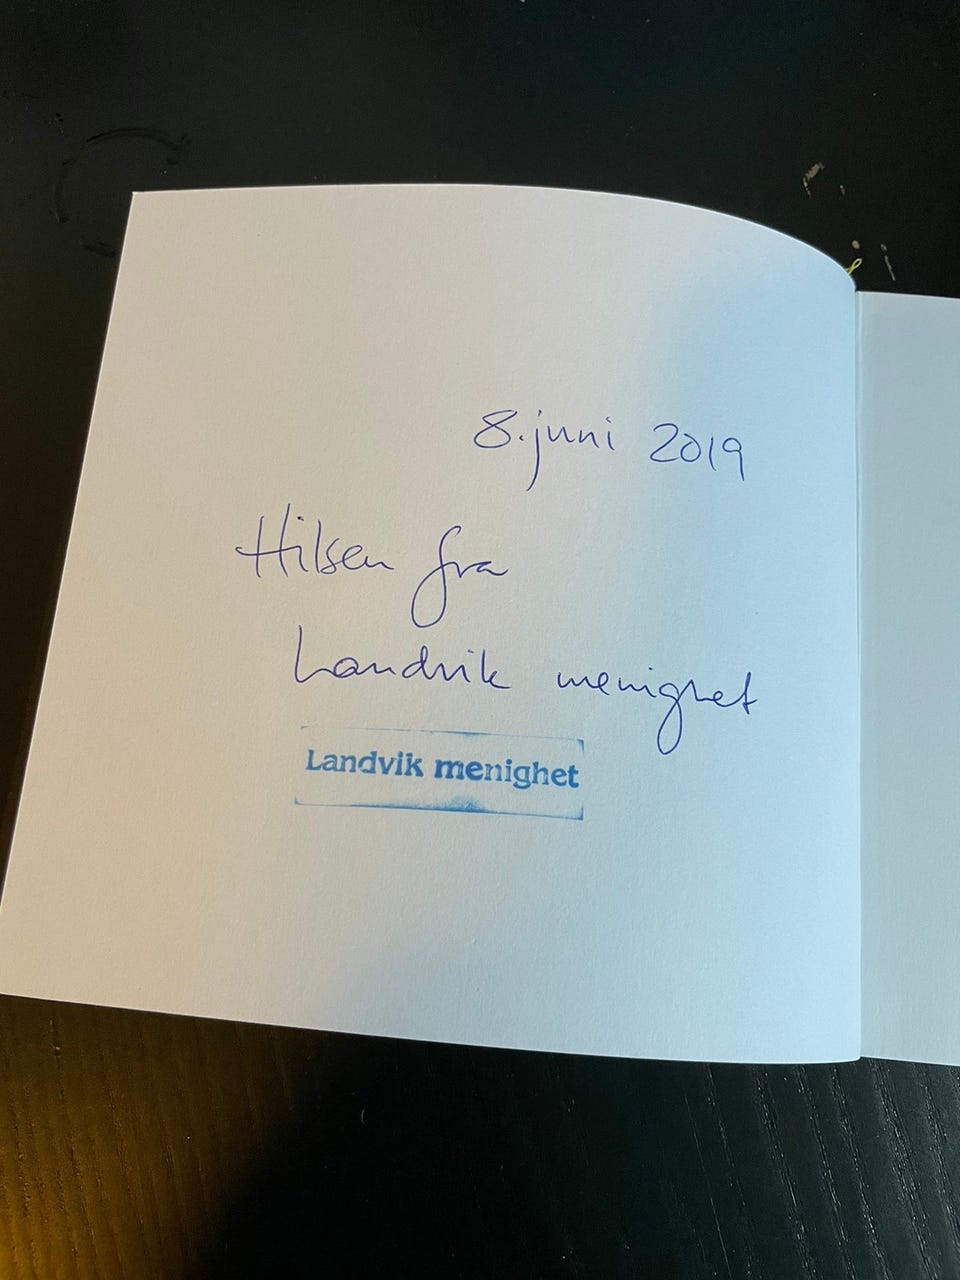 8. juni 2019
Hilsen fra
Landvik menighet
Landvik menighet